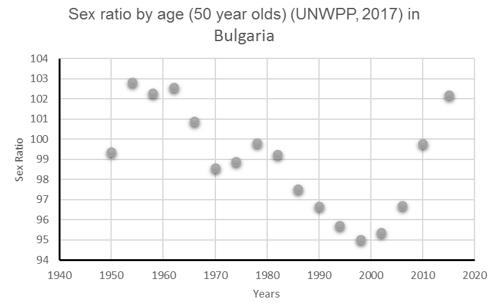 Sex ratio by age (50 year olds) (UNWPP, 2017) in
Bulgaria
104
103
102
101
100
99
98
97
96
95
94
Sex Ratio
1940 1950 1960 1970 1980 1990 2000 2010 2020
Years